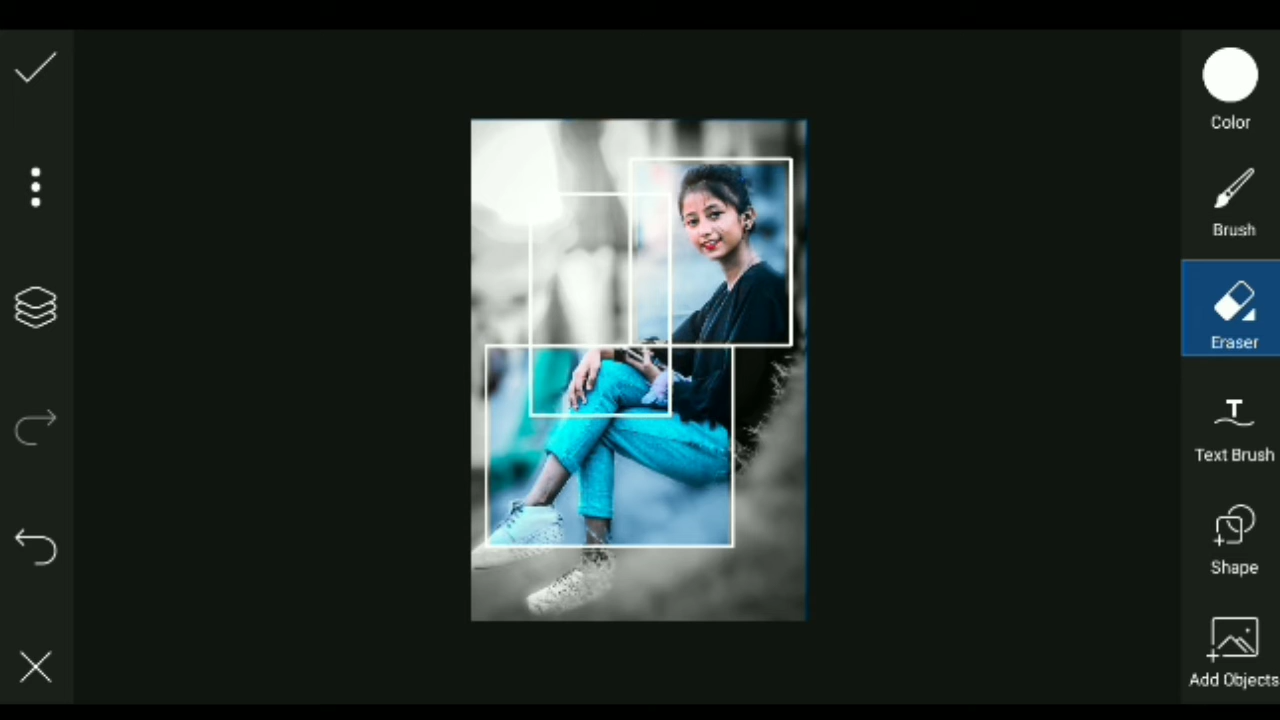 Color
Brush
Eraser
Text Brush
Shape
Add Objects